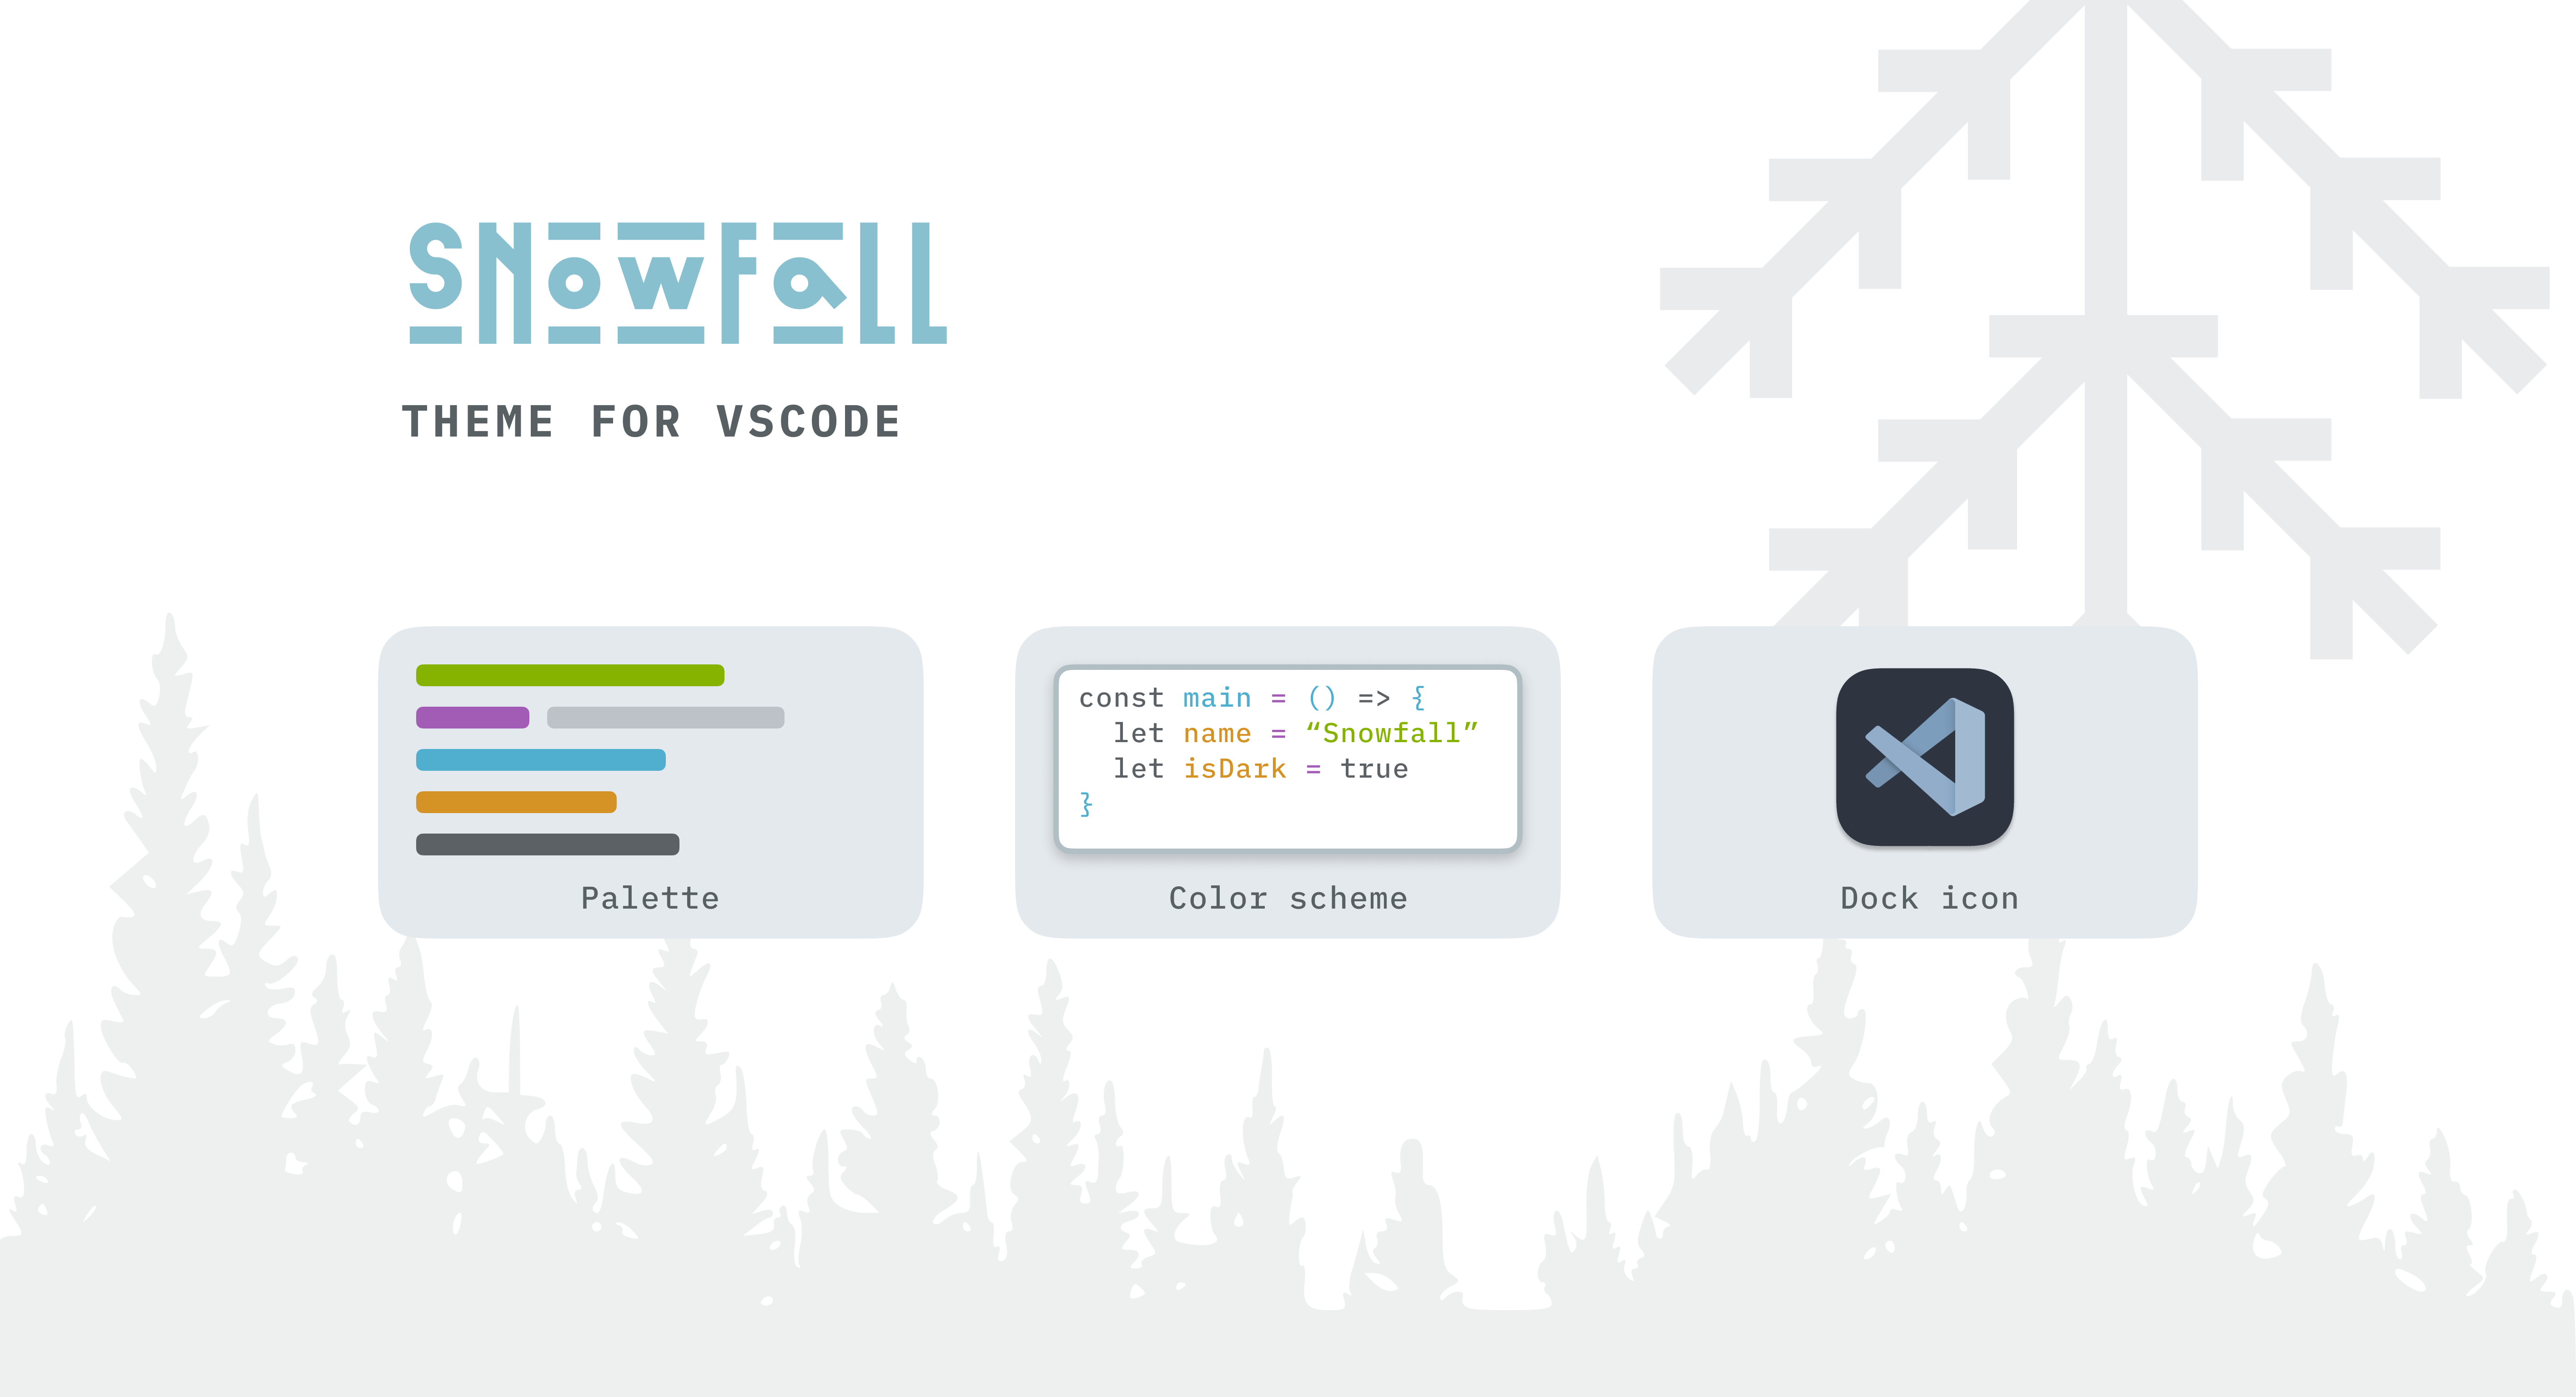 SNOWFALL
THEME FOR VSCODE
const main = () => {
  let name = “Snowfall”
  let isDark = true
}
Palette
Color scheme
Dock icon